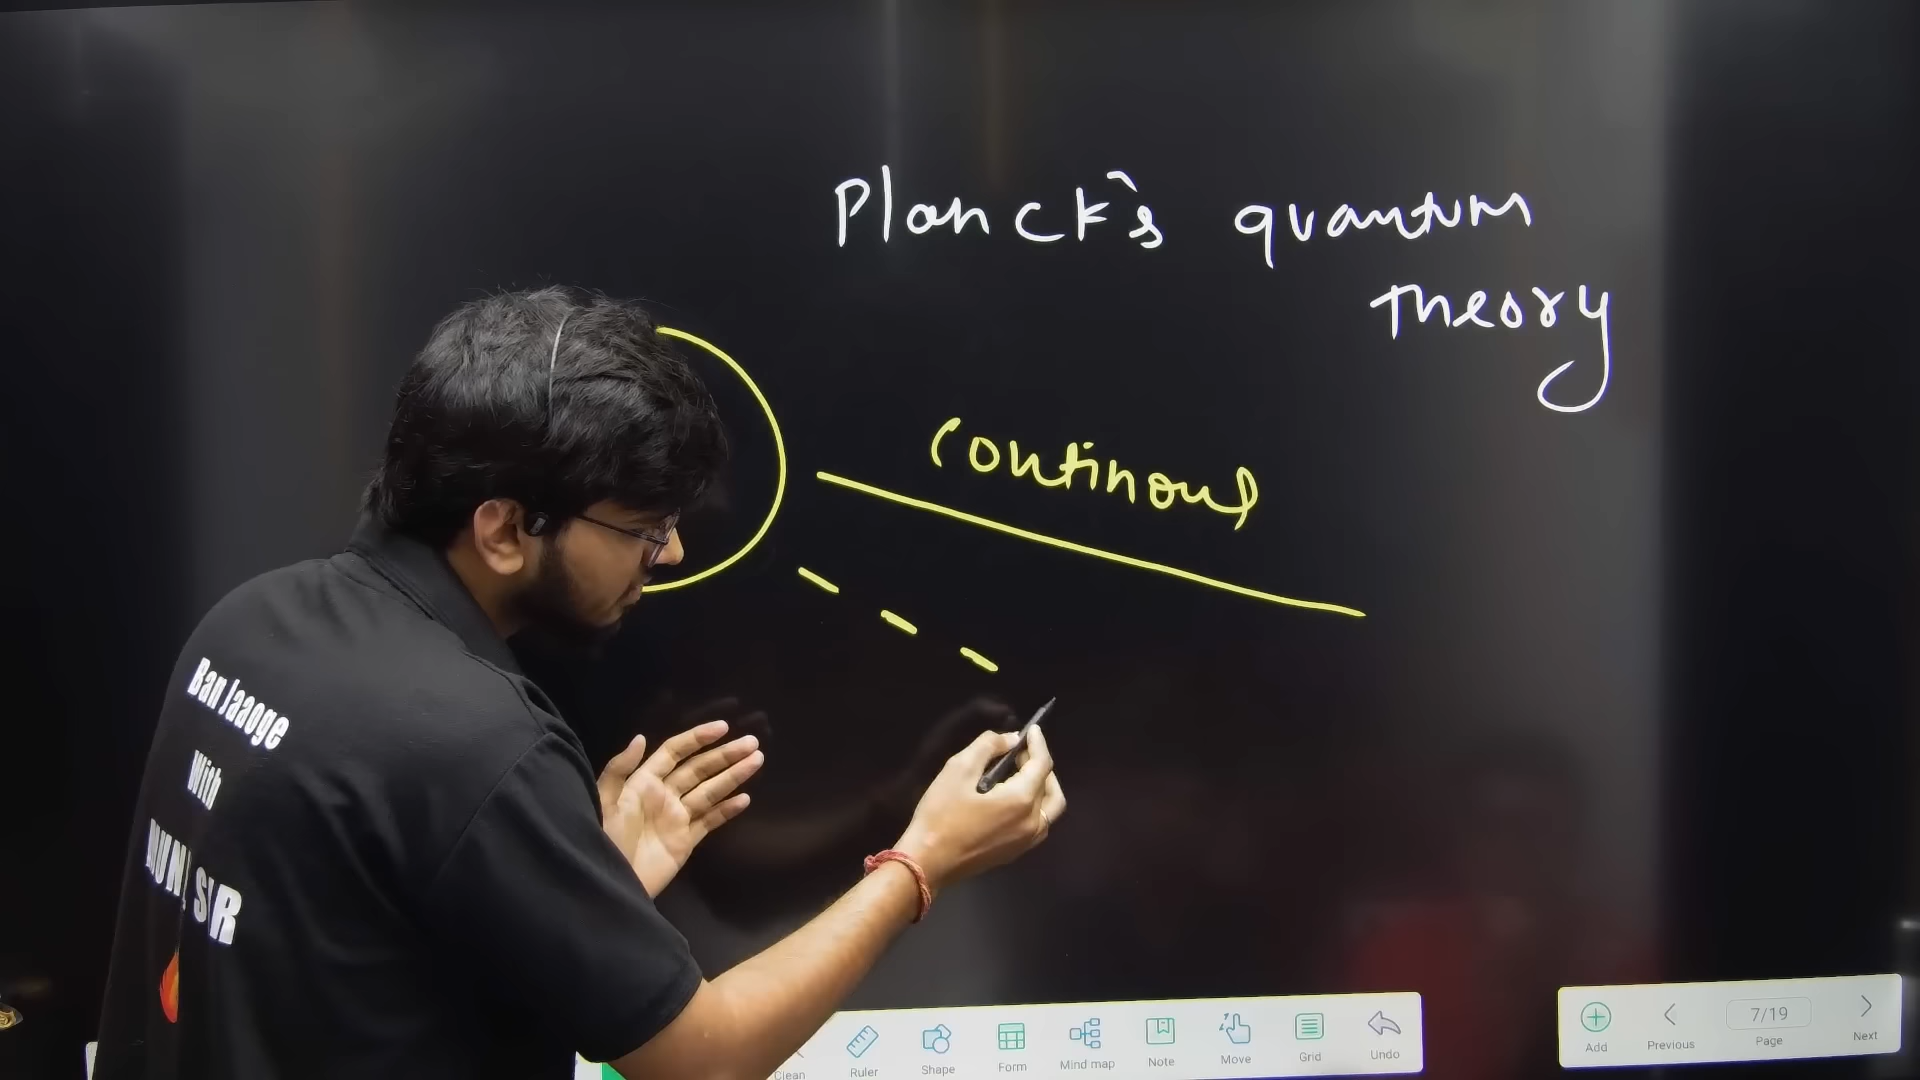 Planck's quantum
theory
continous
Ban Jaaoge
With
SIR
Clean
Ruler
Shape
Form
Mind map
Note
Move
Grid
Undo
Add
Previous
7/19
Page
Next